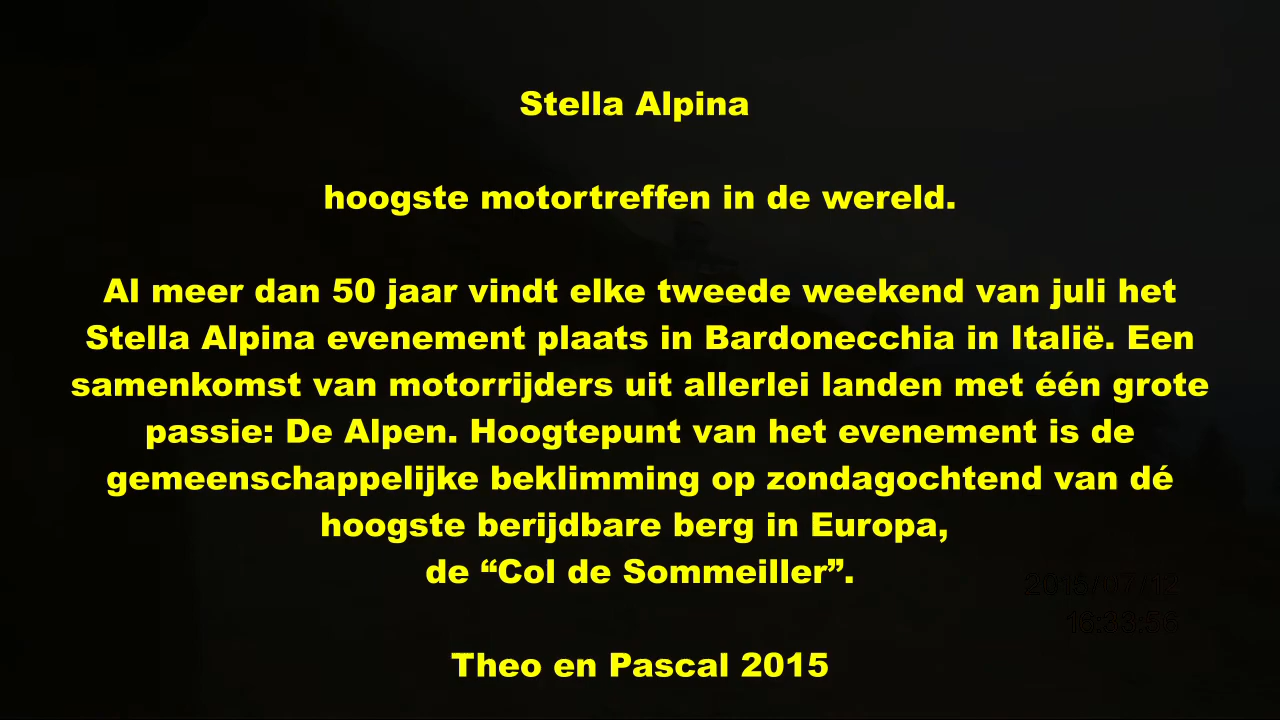 Stella Alpina
hoogste motortreffen in de wereld.
Al meer dan 50 jaar vindt elke tweede weekend van juli het
Stella Alpina evenement plaats in Bardonecchia in Italië. Een
samenkomst van motorrijders uit allerlei landen met één grote
passie: De Alpen. Hoogtepunt van het evenement is de
gemeenschappelijke beklimming op zondagochtend van dé
hoogste berijdbare berg in Europa,
de “Col de Sommeiller”.
Theo en Pascal 2015